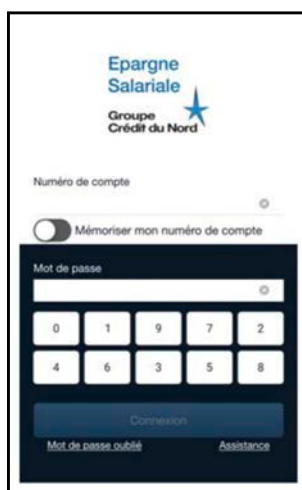 Epargne
Salariale
Groupe
Crédit du Nord
Numéro de compte
Mémoriser mon numéro de compte
Mot de passe
0 1 9 7 2
4 6 3 5 8
Connexion
Mot de passe oublié Assistance